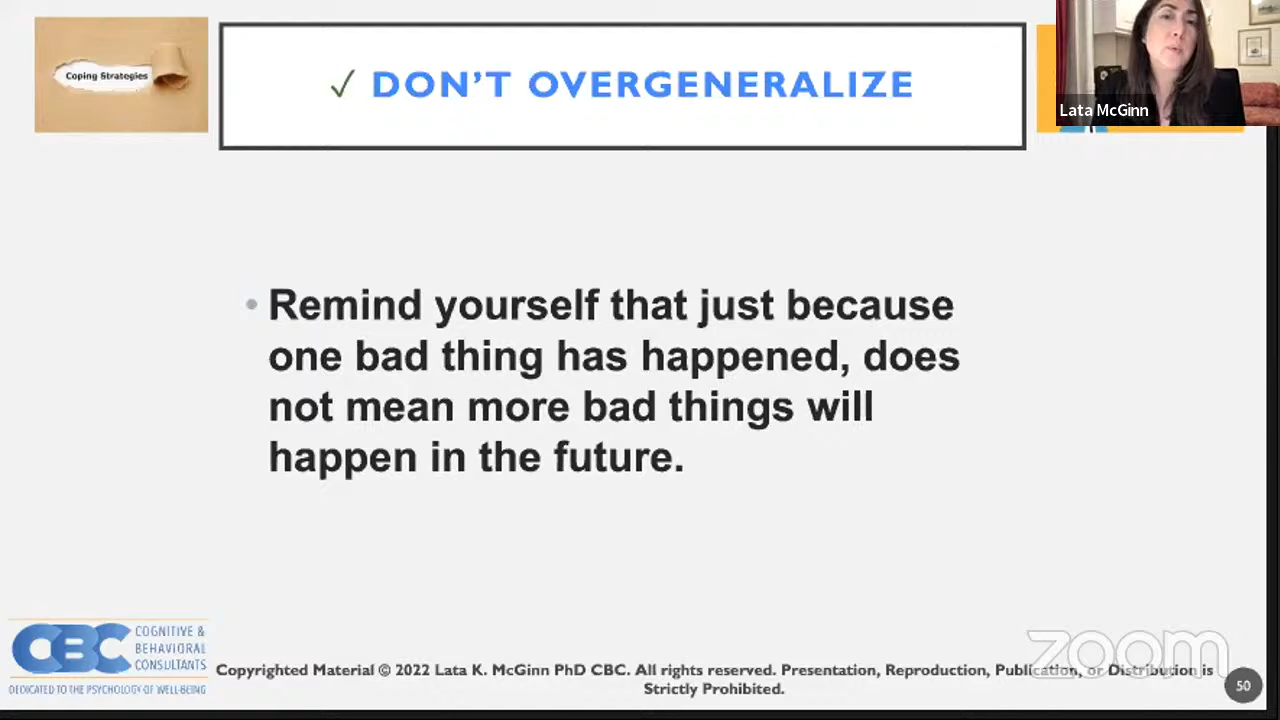 Coping Strategies
✓ DON'T OVERGENERALIZE
Lata McGinn
• Remind yourself that just because
one bad thing has happened, does
not mean more bad things will
happen in the future.
CBC
COGNITIVE &
BEHAVIORAL
CONSULTANTS
DEDICATED TO THE PSYCHOLOGY OF WELL-BEING
Copyrighted Material © 2022 Lata K. McGinn PhD CBC. All rights reserved. Presentation, Reproduction, Publication, or Distribution is
Strictly Prohibited.
zoom
50